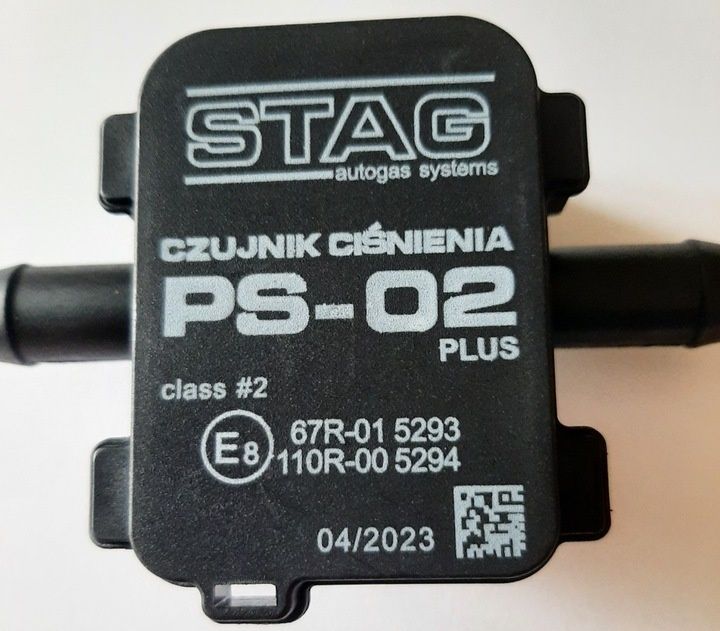 STAG
autogas systems
CZUJNIK CIŚNIENIA
PS-02
PLUS
class #2
E8 67R-01 5293
110R-00 5294
04/2023